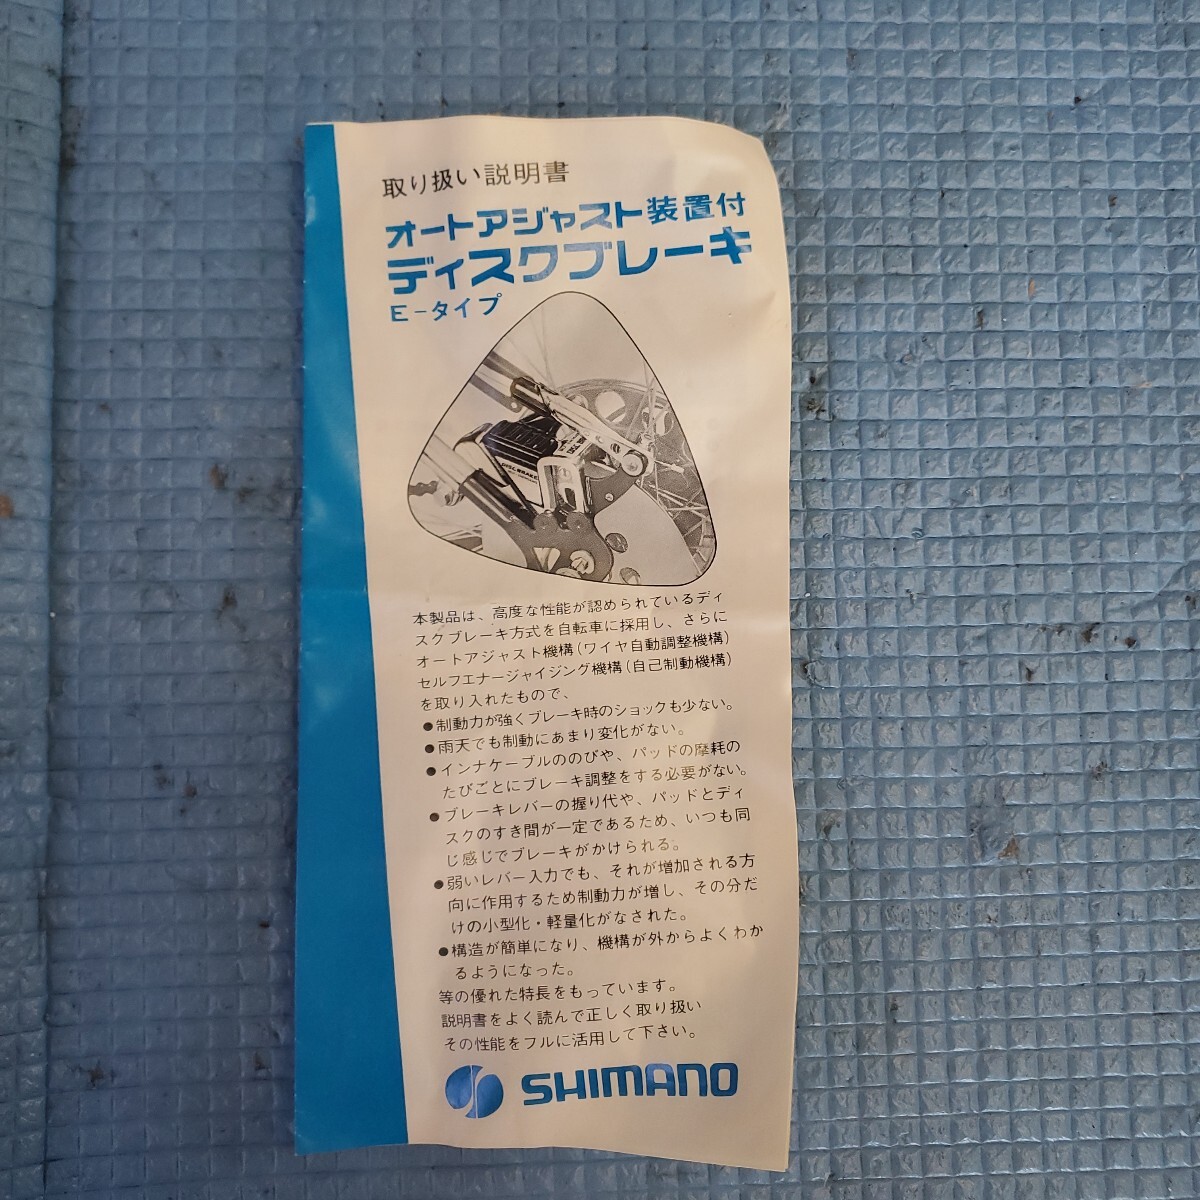 取り扱い説明書
オートアジャスト装置付
ディスクブレーキ
E-タイプ
DISC BRAKE
本製品は、高度な性能が認められているディ
スクブレーキ方式を自転車に採用し、さらに
オートアジャスト機構(ワイヤ自動調整機構)
セルフエナージャイジング機構(自己制動機構)
を取り入れたもので、
●制動力が強くブレーキ時のショックも少ない。
●雨天でも制動にあまり変化がない。
●インナケーブルののびや、パッドの摩耗の
たびごとにブレーキ調整をする必要がない。
●ブレーキレバーの握り代や、パッドとディ
スクのすき間が一定であるため、いつも同
じ感じでブレーキがかけられる。
●弱いレバー入力でも、それが増加される方
向に作用するため制動力が増し、その分だ
けの小型化・軽量化がなされた。
●構造が簡単になり、機構が外からよくわか
るようになった。
等の優れた特長をもっています。
説明書をよく読んで正しく取り扱い
その性能をフルに活用して下さい。
SHIMANO